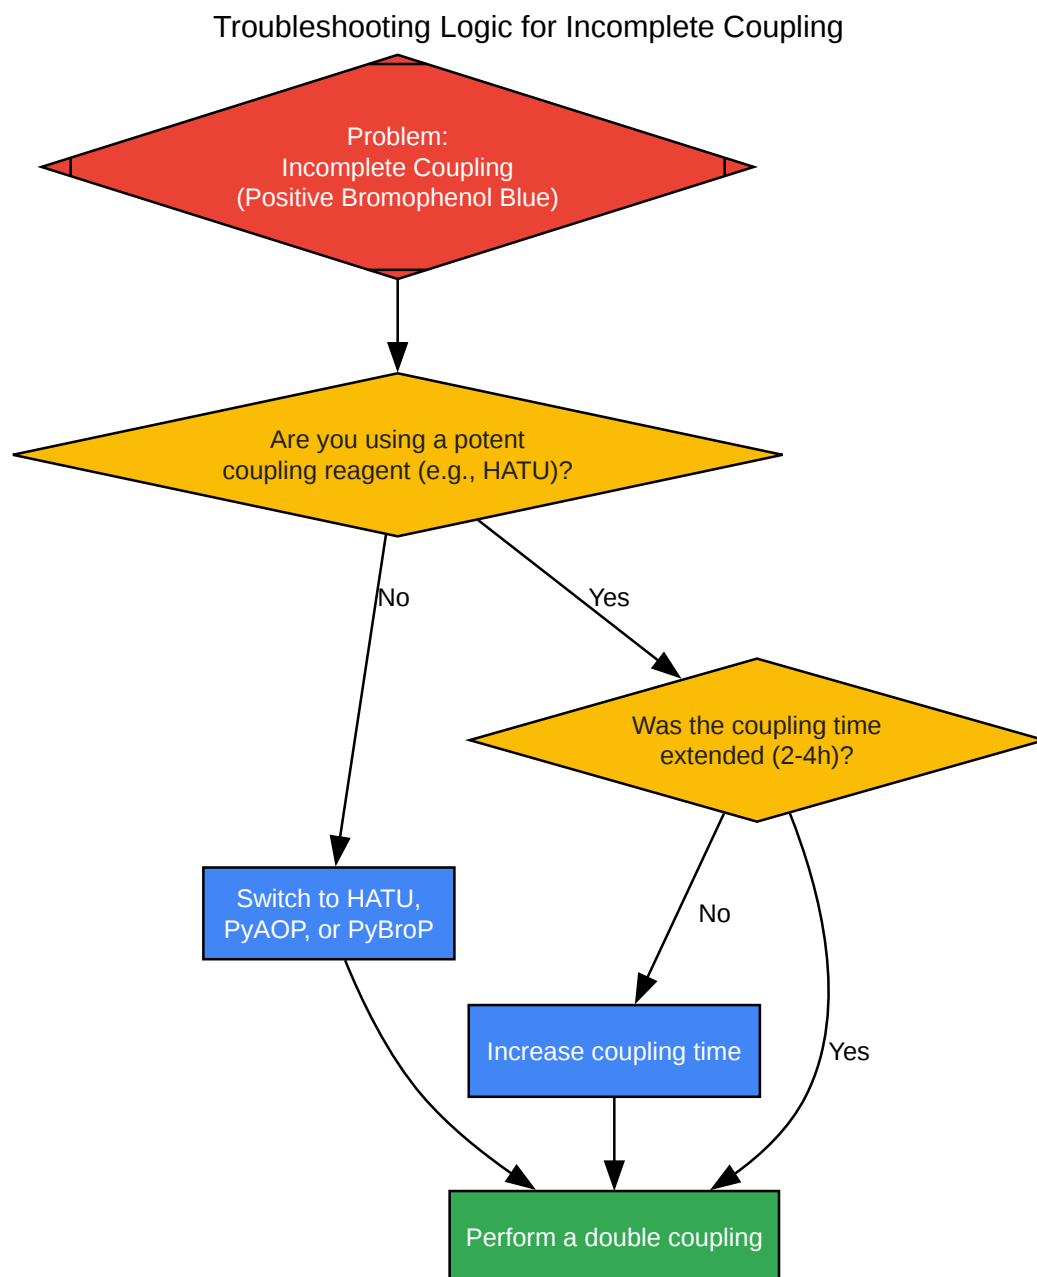 Troubleshooting Logic for Incomplete Coupling
Problem:
Incomplete Coupling
(Positive Bromophenol Blue)
Are you using a potent
coupling reagent (e.g., HATU)?
No
Yes
Was the coupling time
extended (2-4h)?
Switch to HATU,
PyAOP, or PyBroP
No
Increase coupling time
Yes
Perform a double coupling